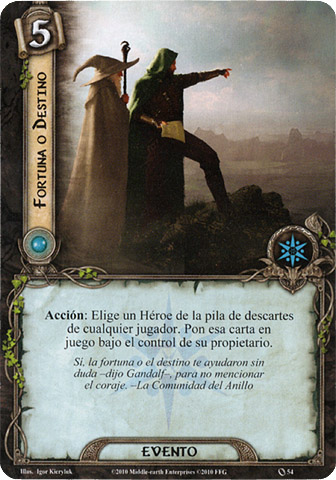 5
FORTUNA O DESTINO
Acción: Elige un Héroe de la pila de descartes
de cualquier jugador. Pon esa carta en
juego bajo el control de su propietario.
Si, la fortuna o el destino te ayudaron sin
duda –dijo Gandalf–, para no mencionar
el coraje. –La Comunidad del Anillo
EVENTO
Illus. Igor Kieryluk
©2010 Middle-earth Enterprises ©2010 FFG
54